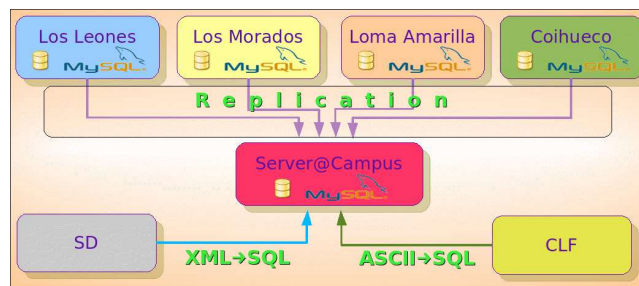 Los Leones
MySQL
Los Morados
MySQL
Loma Amarilla
MySQL
Coihueco
MySQL
Replication
Server@Campus
MySQL
SD
XML→SQL
ASCII→SQL
CLF